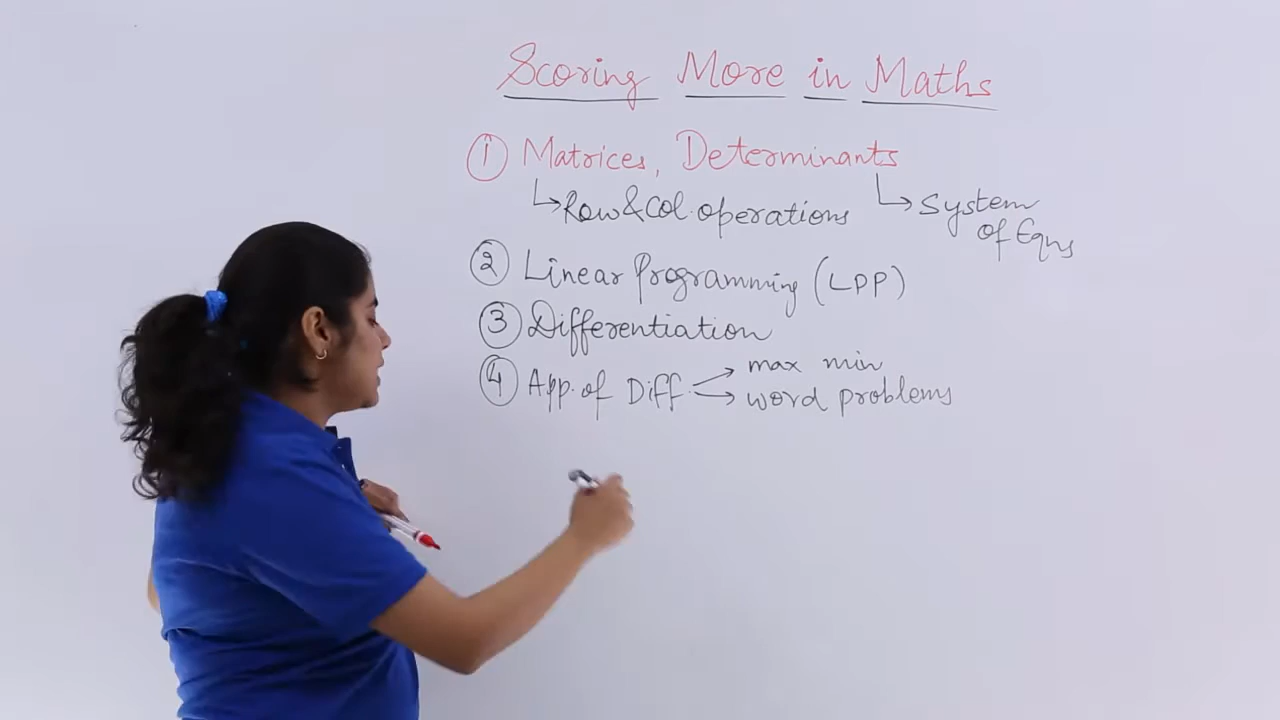 Scoring More in Maths
1 Matrices, Determinants
Row & Col. operations System
of Eqns
2 Linear Programming (LPP)
3 Differentiation
4 App. of Diff. max min
word problems